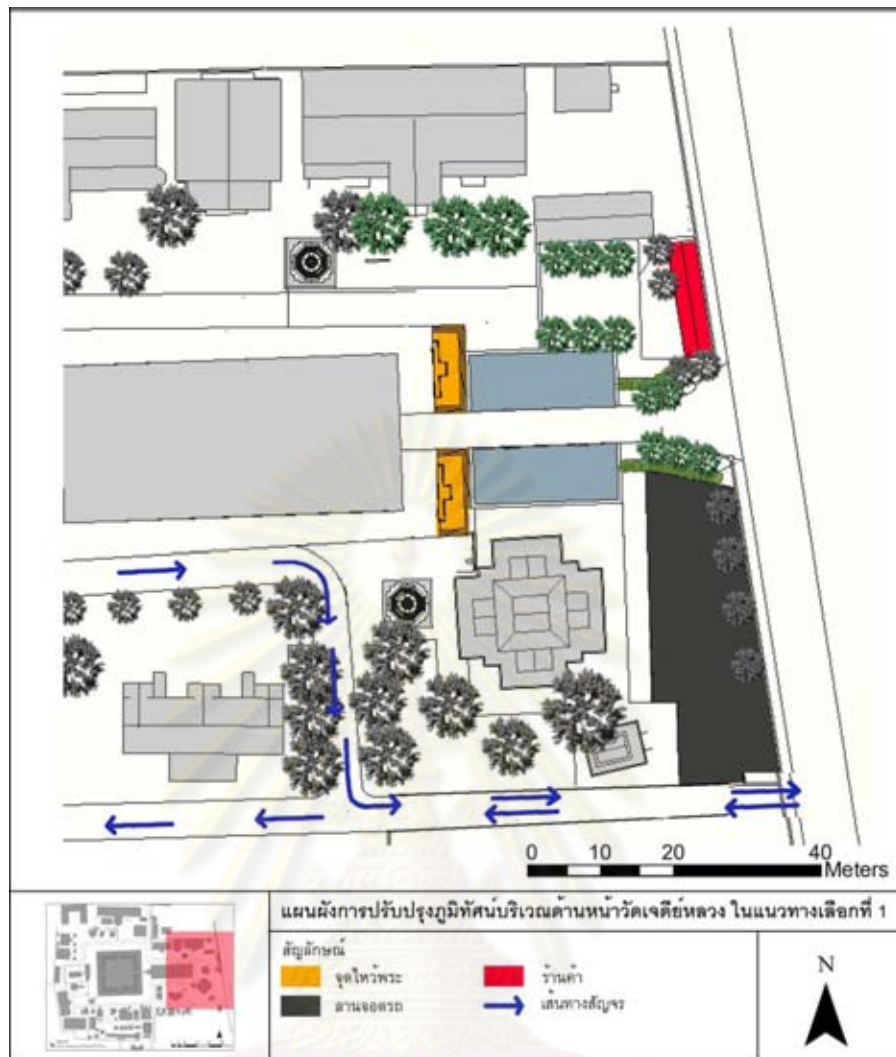 0 10 20 40
Meters
แผนผังการปรับปรุงภูมิทัศน์บริเวณด้านหน้าวัดเจดีย์หลวง ในแนวทางเลือกที่ 1
สัญลักษณ์
จุดไหว้พระ
ร้านค้า
ลานจอดรถ
เส้นทางสัญจร
N